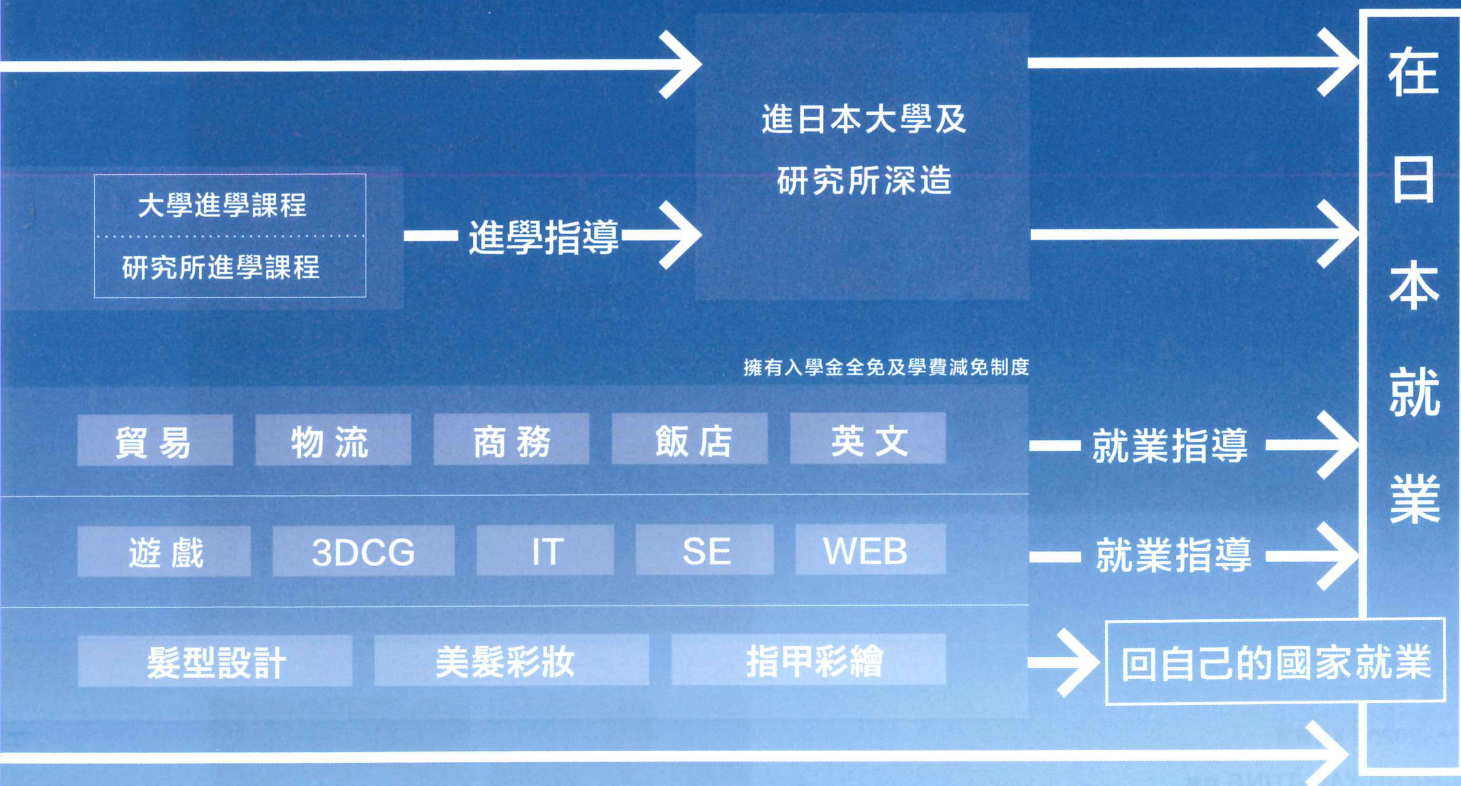 在日本就業
進日本大學及
研究所深造
大學進學課程
研究所進學課程
進學指導
擁有入學金全免及學費減免制度
貿易 物流 商務 飯店 英文
就業指導
遊戲 3DCG IT SE WEB
就業指導
髮型設計 美髮彩妝 指甲彩繪
回自己的國家就業